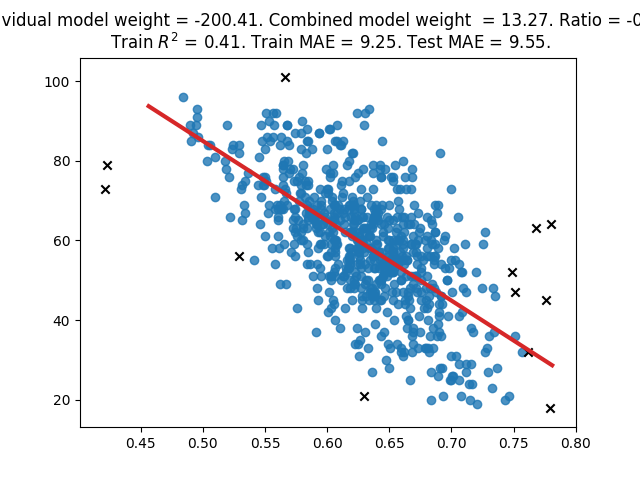 vidual model weight = -200.41. Combined model weight = 13.27. Ratio = -0
Train R² = 0.41. Train MAE = 9.25. Test MAE = 9.55.
100
80
60
40
20
0.45 0.50 0.55 0.60 0.65 0.70 0.75 0.80